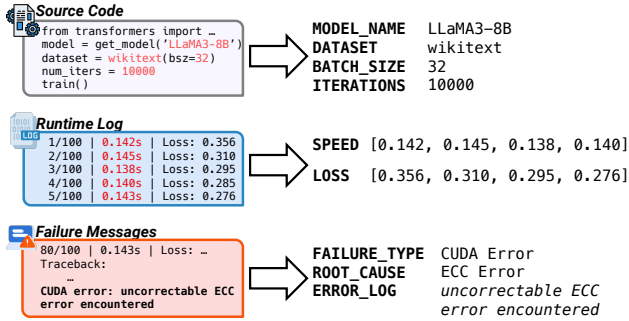 Source Code
from transformers import …
model = get_model('LLaMA3-8B')
dataset = wikitext(bsz=32)
num_iters = 10000
train()
MODEL_NAME LLaMA3-8B
DATASET wikitext
BATCH_SIZE 32
ITERATIONS 10000
LOG
Runtime Log
1/100 | 0.142s | Loss: 0.356
2/100 | 0.145s | Loss: 0.310
3/100 | 0.138s | Loss: 0.295
4/100 | 0.140s | Loss: 0.285
5/100 | 0.143s | Loss: 0.276
SPEED [0.142, 0.145, 0.138, 0.140]
LOSS [0.356, 0.310, 0.295, 0.276]
Failure Messages
80/100 | 0.143s | Loss: …
Traceback:
…
CUDA error: uncorrectable ECC
error encountered
FAILURE_TYPE CUDA Error
ROOT_CAUSE ECC Error
ERROR_LOG uncorrectable ECC
error encountered